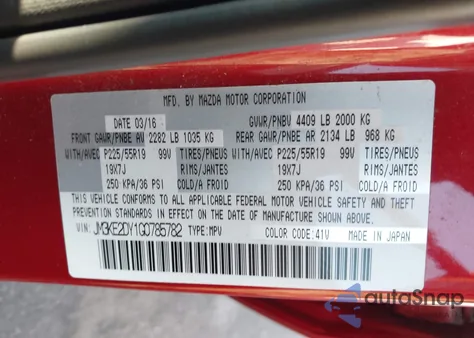 MFD. BY MAZDA MOTOR CORPORATION
DATE 03/16 GVWR/PNBV 4409 LB 2000 KG
FRONT GAWR/PNBE AV 2282 LB 1035 KG REAR GAWR/PNBE AR 2134 LB 968 KG
WITH/AVEC P225/55R19 99V TIRES/PNEUS WITH/AVEC P225/55R19 99V TIRES/PNEUS
19X7J RIMS/JANTES 19X7J RIMS/JANTES
250 KPA/36 PSI COLD/A FROID 250 KPA/36 PSI COLD/A FROID
THIS VEHICLE CONFORMS TO ALL APPLICABLE FEDERAL MOTOR VEHICLE SAFETY
AND THEFT PREVENTION STANDARDS IN EFFECT ON THE DATE OF MANUFACTURE SHOWN ABOVE.
VIN: JM3KE2DY1G0785782 TYPE:MPV COLOR CODE:41V MADE IN JAPAN
autoSnap